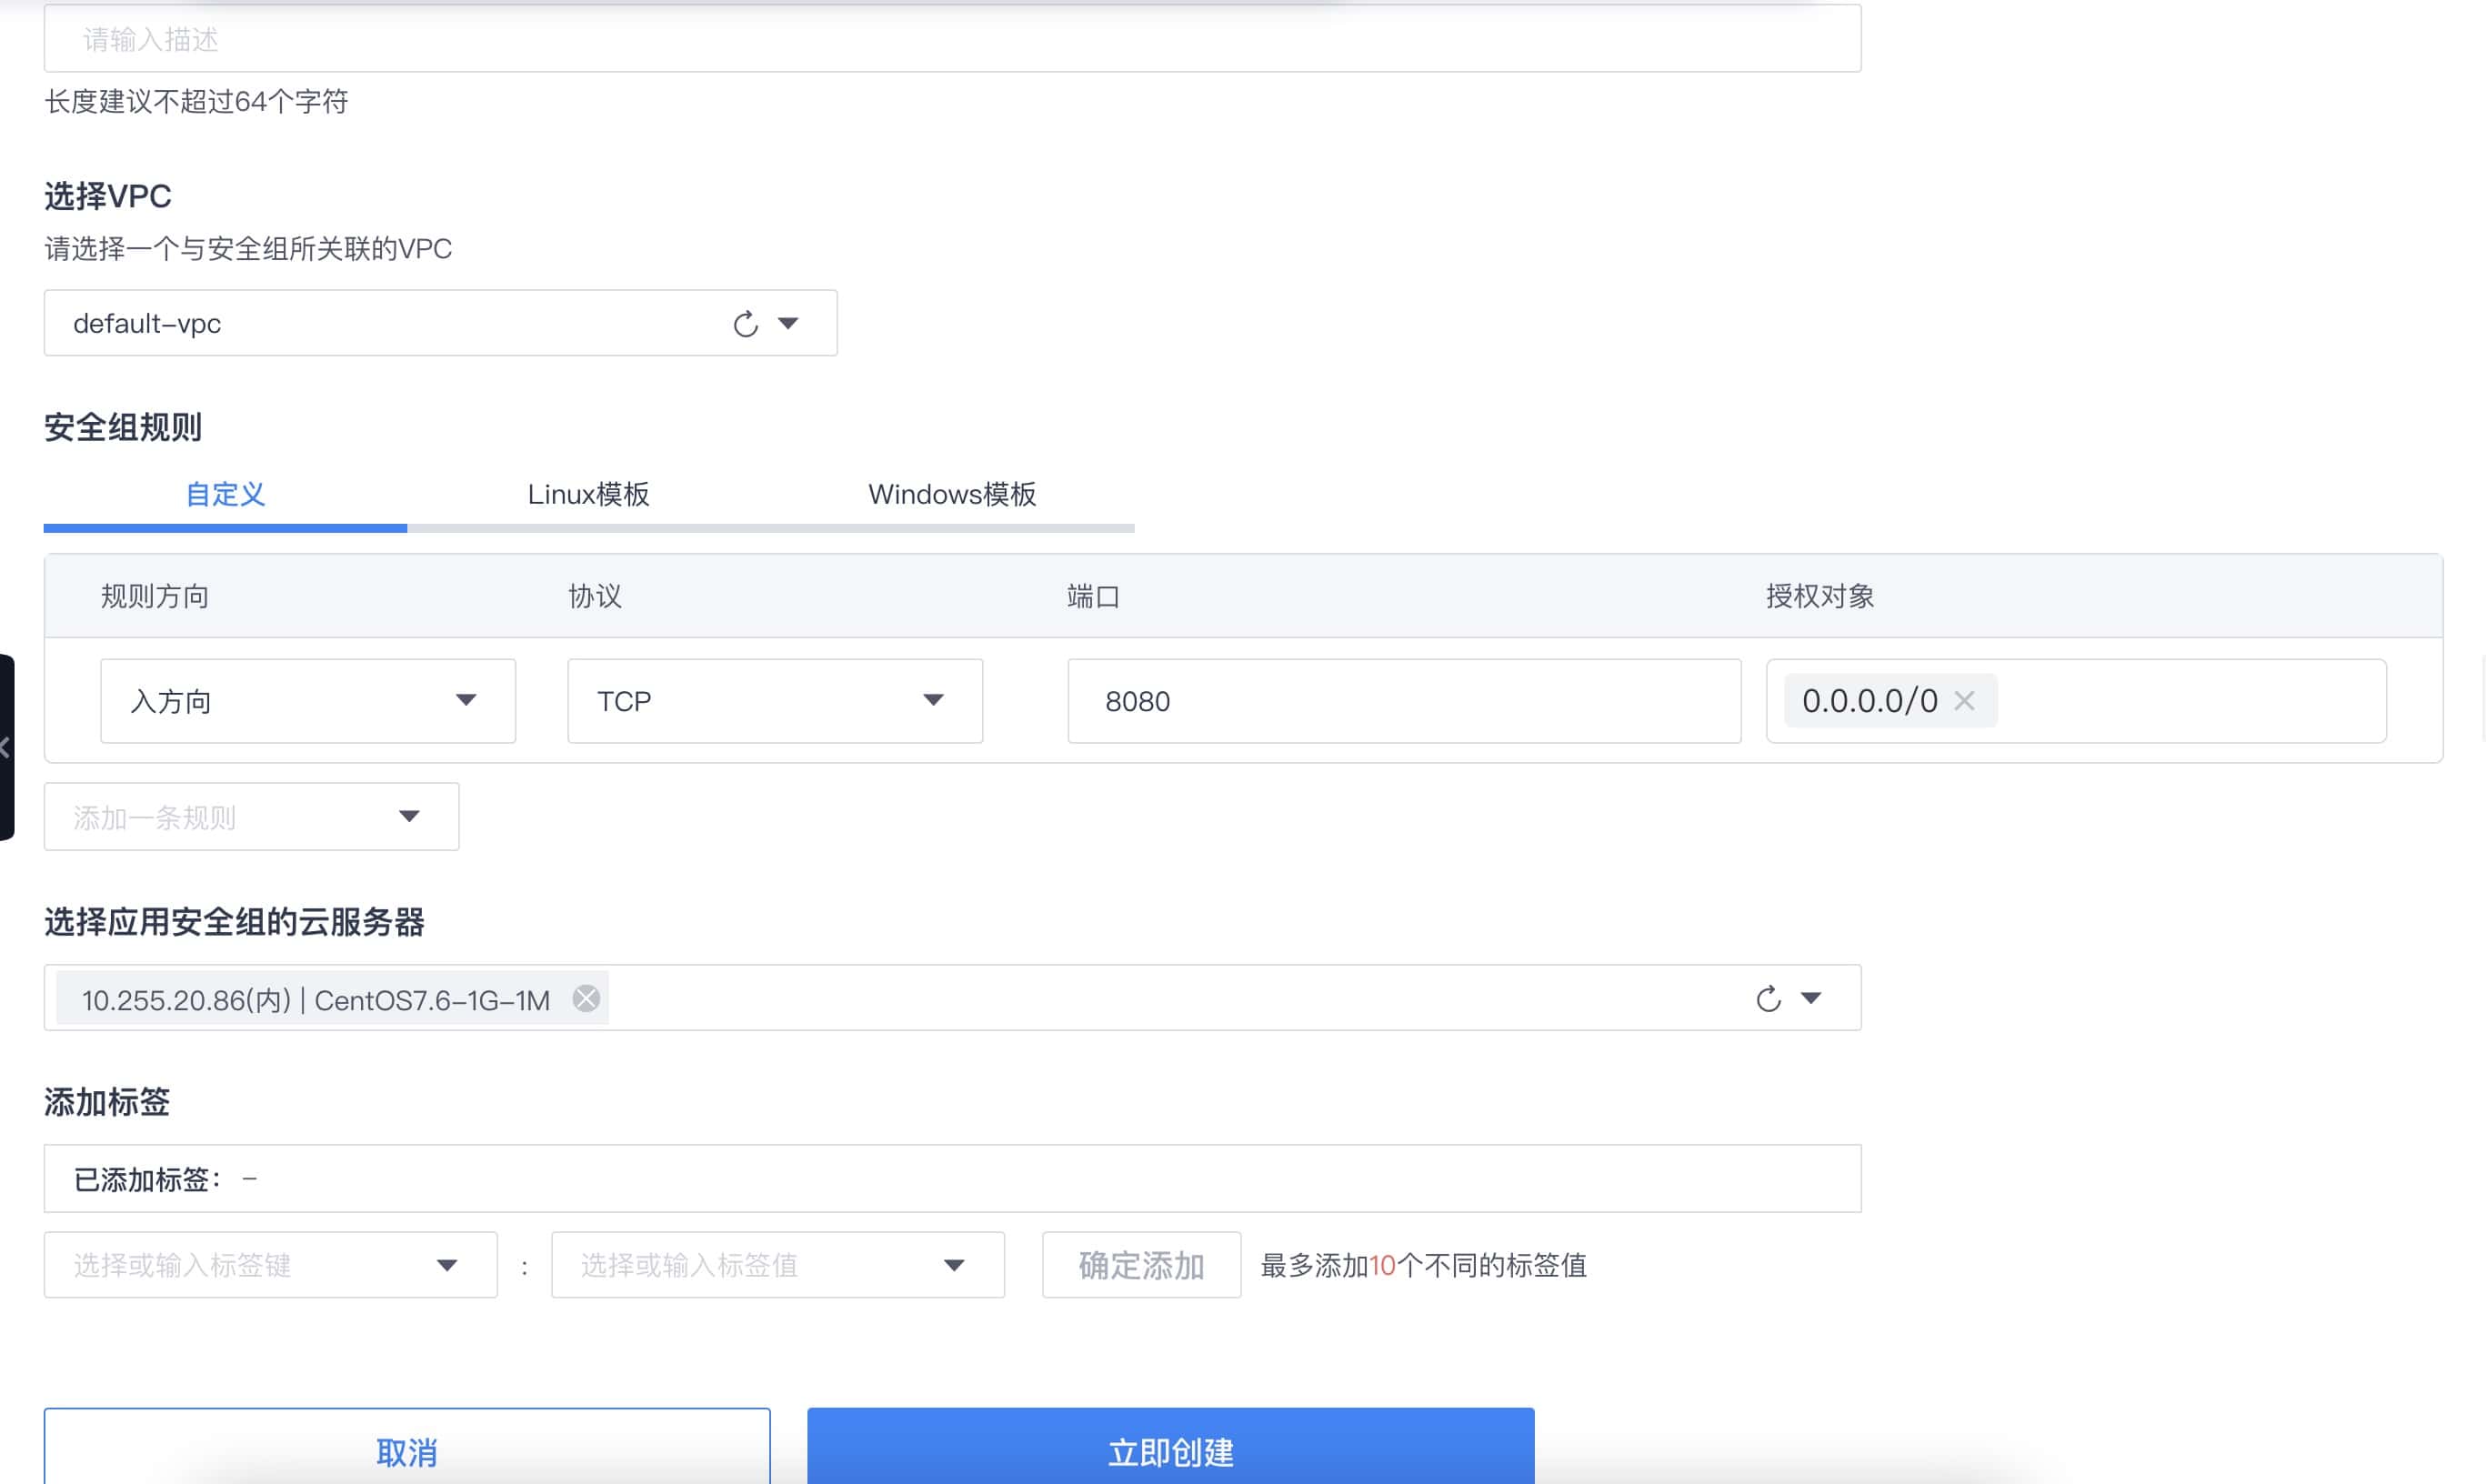 请输入描述
长度建议不超过64个字符
选择VPC
请选择一个与安全组所关联的VPC
default-vpc
安全组规则
自定义 Linux模板 Windows模板
规则方向 协议 端口 授权对象
入方向 TCP 8080 0.0.0.0/0
添加一条规则
选择应用安全组的云服务器
10.255.20.86(内) | CentOS7.6-1G-1M
添加标签
已添加标签： -
选择或输入标签键 : 选择或输入标签值 确定添加 最多添加10个不同的标签值
取消 立即创建